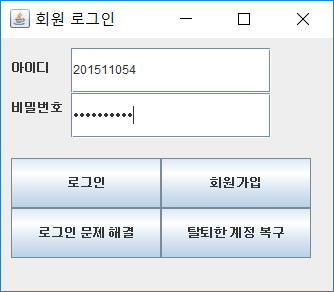 회원 로그인
아이디 201511054
비밀번호 ••••••••••
로그인 회원가입
로그인 문제 해결 탈퇴한 계정 복구